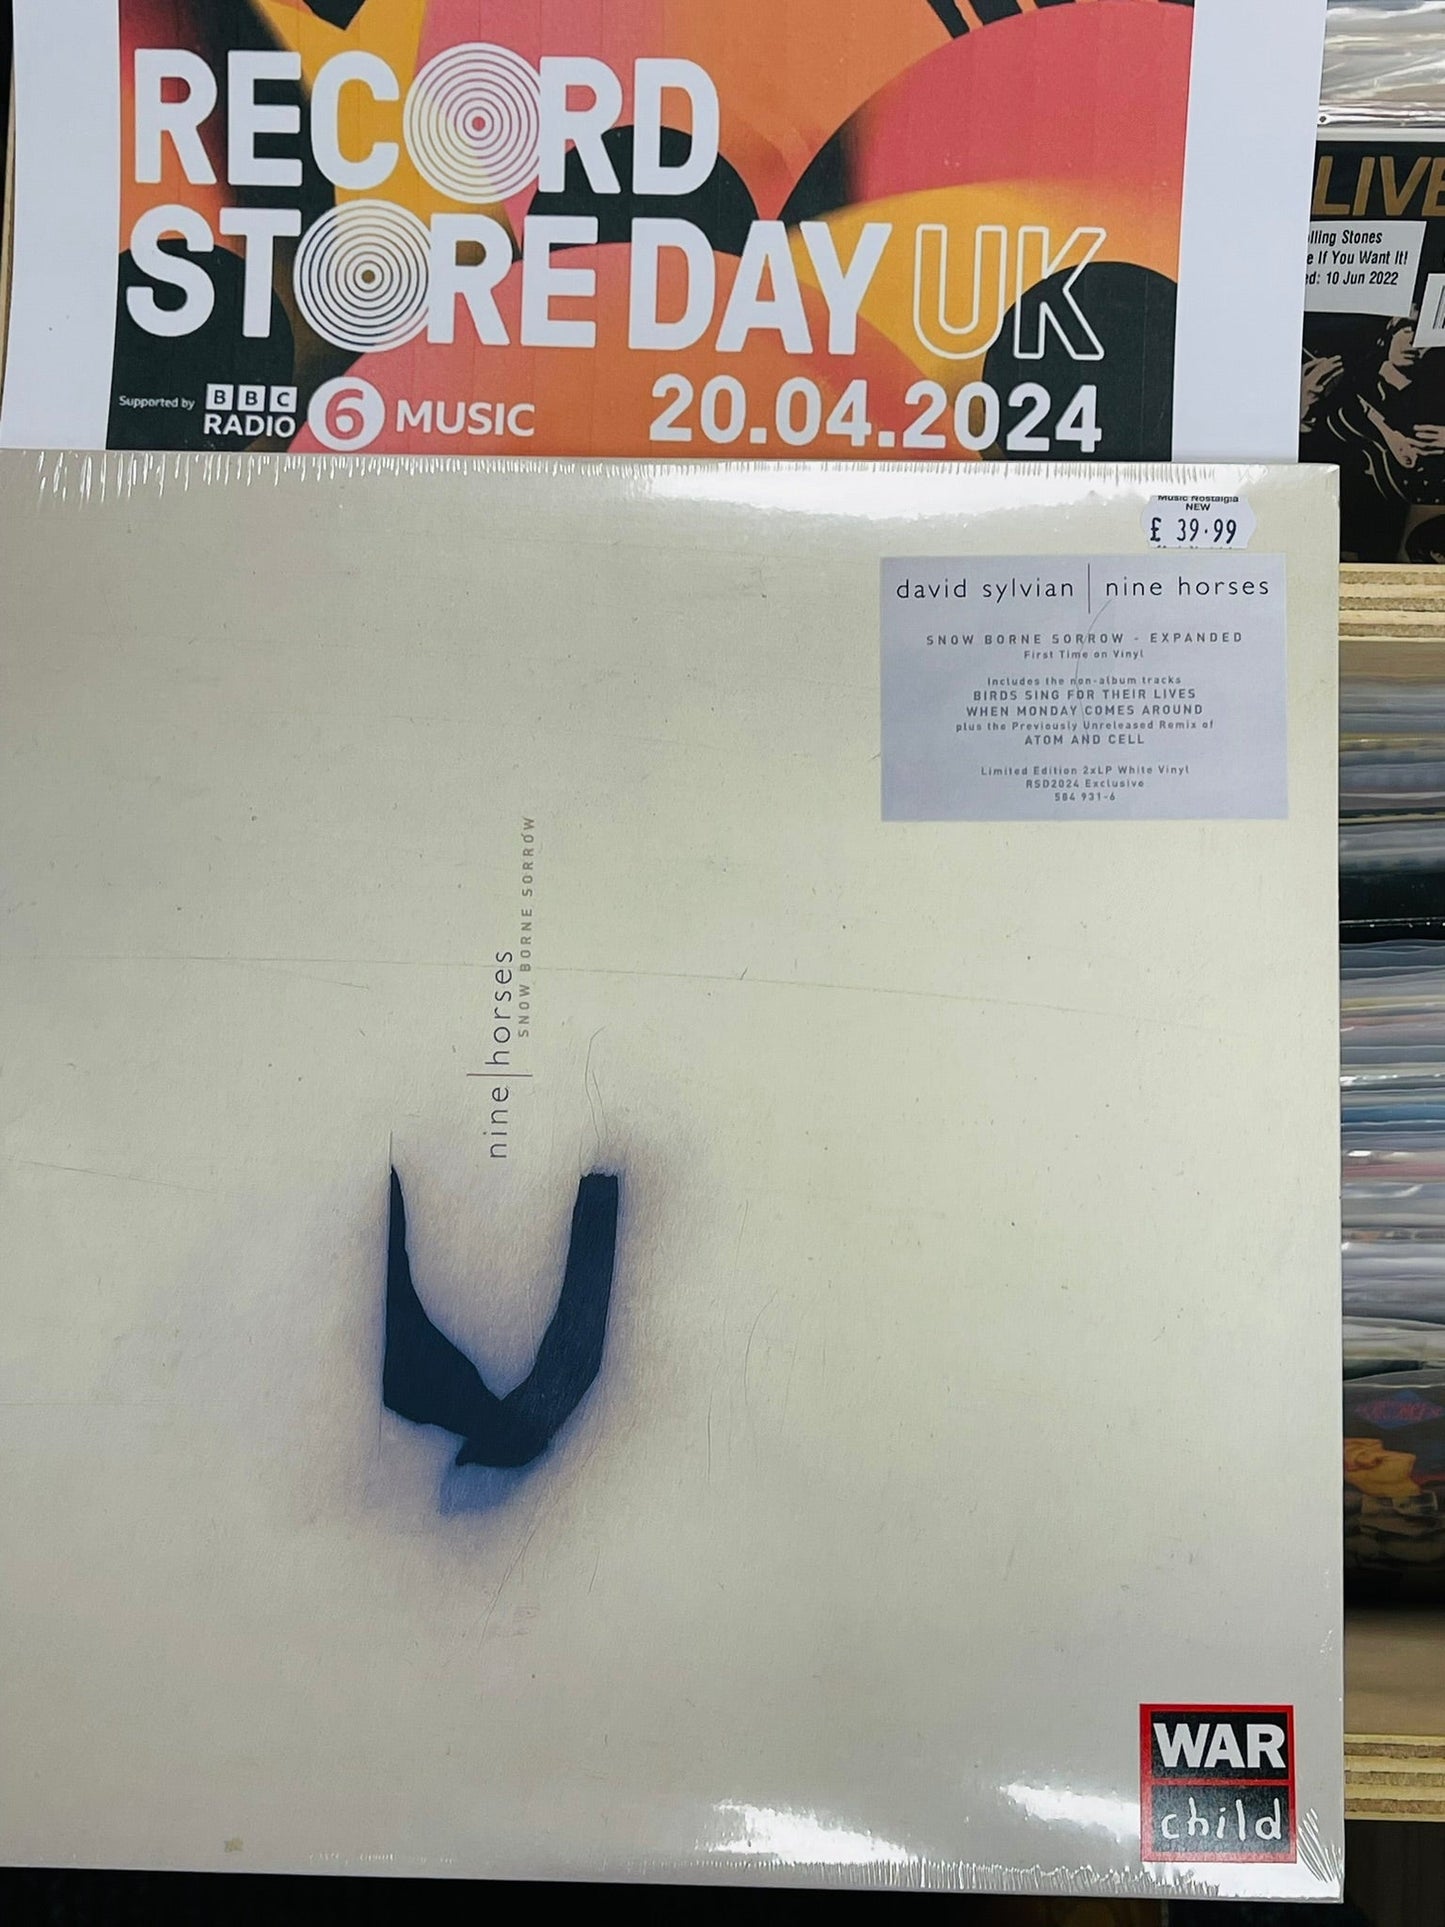 RECORD
STORE DAY UK
Supported by BBC RADIO 6 MUSIC
20.04.2024
LIVE
lling Stones
e If You Want It!
ed: 10 Jun 2022
Music Nostalgia
NEW
£ 39.99
david sylvian | nine horses
SNOW BORNE SORROW - EXPANDED
First Time on Vinyl
Includes the non-album tracks
BIRDS SING FOR THEIR LIVES
WHEN MONDAY COMES AROUND
plus the Previously Unreleased Remix of
ATOM AND CELL
Limited Edition 2xLP White Vinyl
RSD2024 Exclusive
584 931-6
nine | horses
SNOW BORNE SORROW
WAR
child